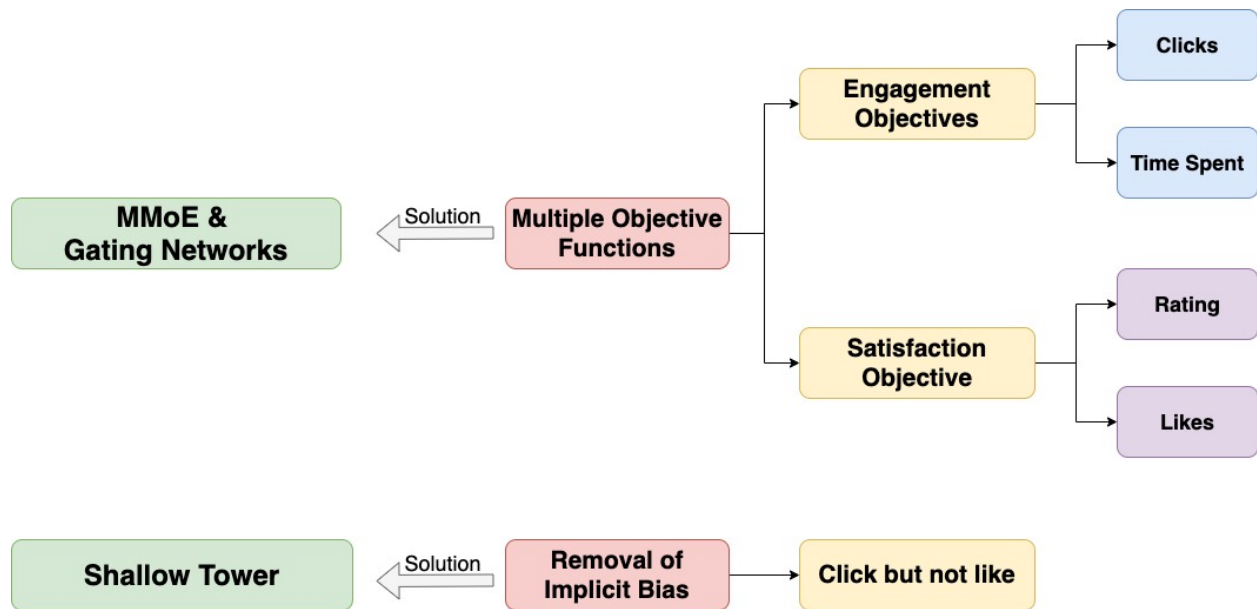 Clicks
Engagement
Objectives
Time Spent
MMoE &
Gating Networks
Solution
Multiple Objective
Functions
Rating
Satisfaction
Objective
Likes
Shallow Tower
Solution
Removal of
Implicit Bias
Click but not like